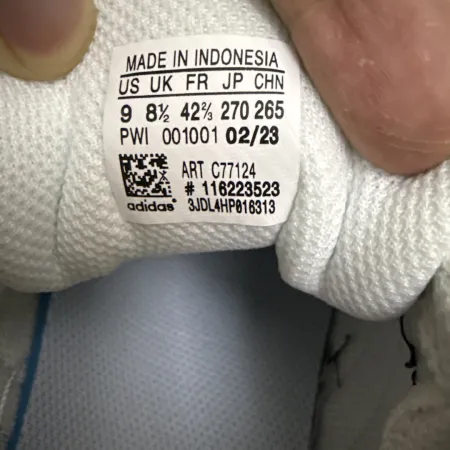 MADE IN INDONESIA
US UK FR JP CHN
9 8½ 42⅔ 270 265
PWI 001001 02/23
ART C77124
# 116223523
adidas 3JDL4HP016313